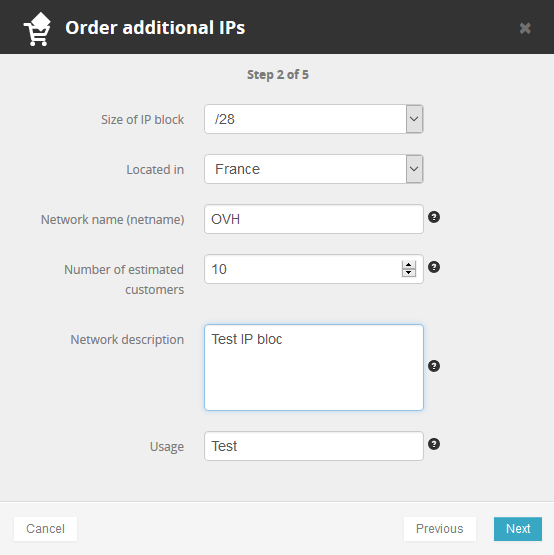 Order additional IPs
Step 2 of 5
Size of IP block /28
Located in France
Network name (netname) OVH ?
Number of estimated customers 10 ?
Network description Test IP bloc ?
Usage Test ?
Cancel Previous Next